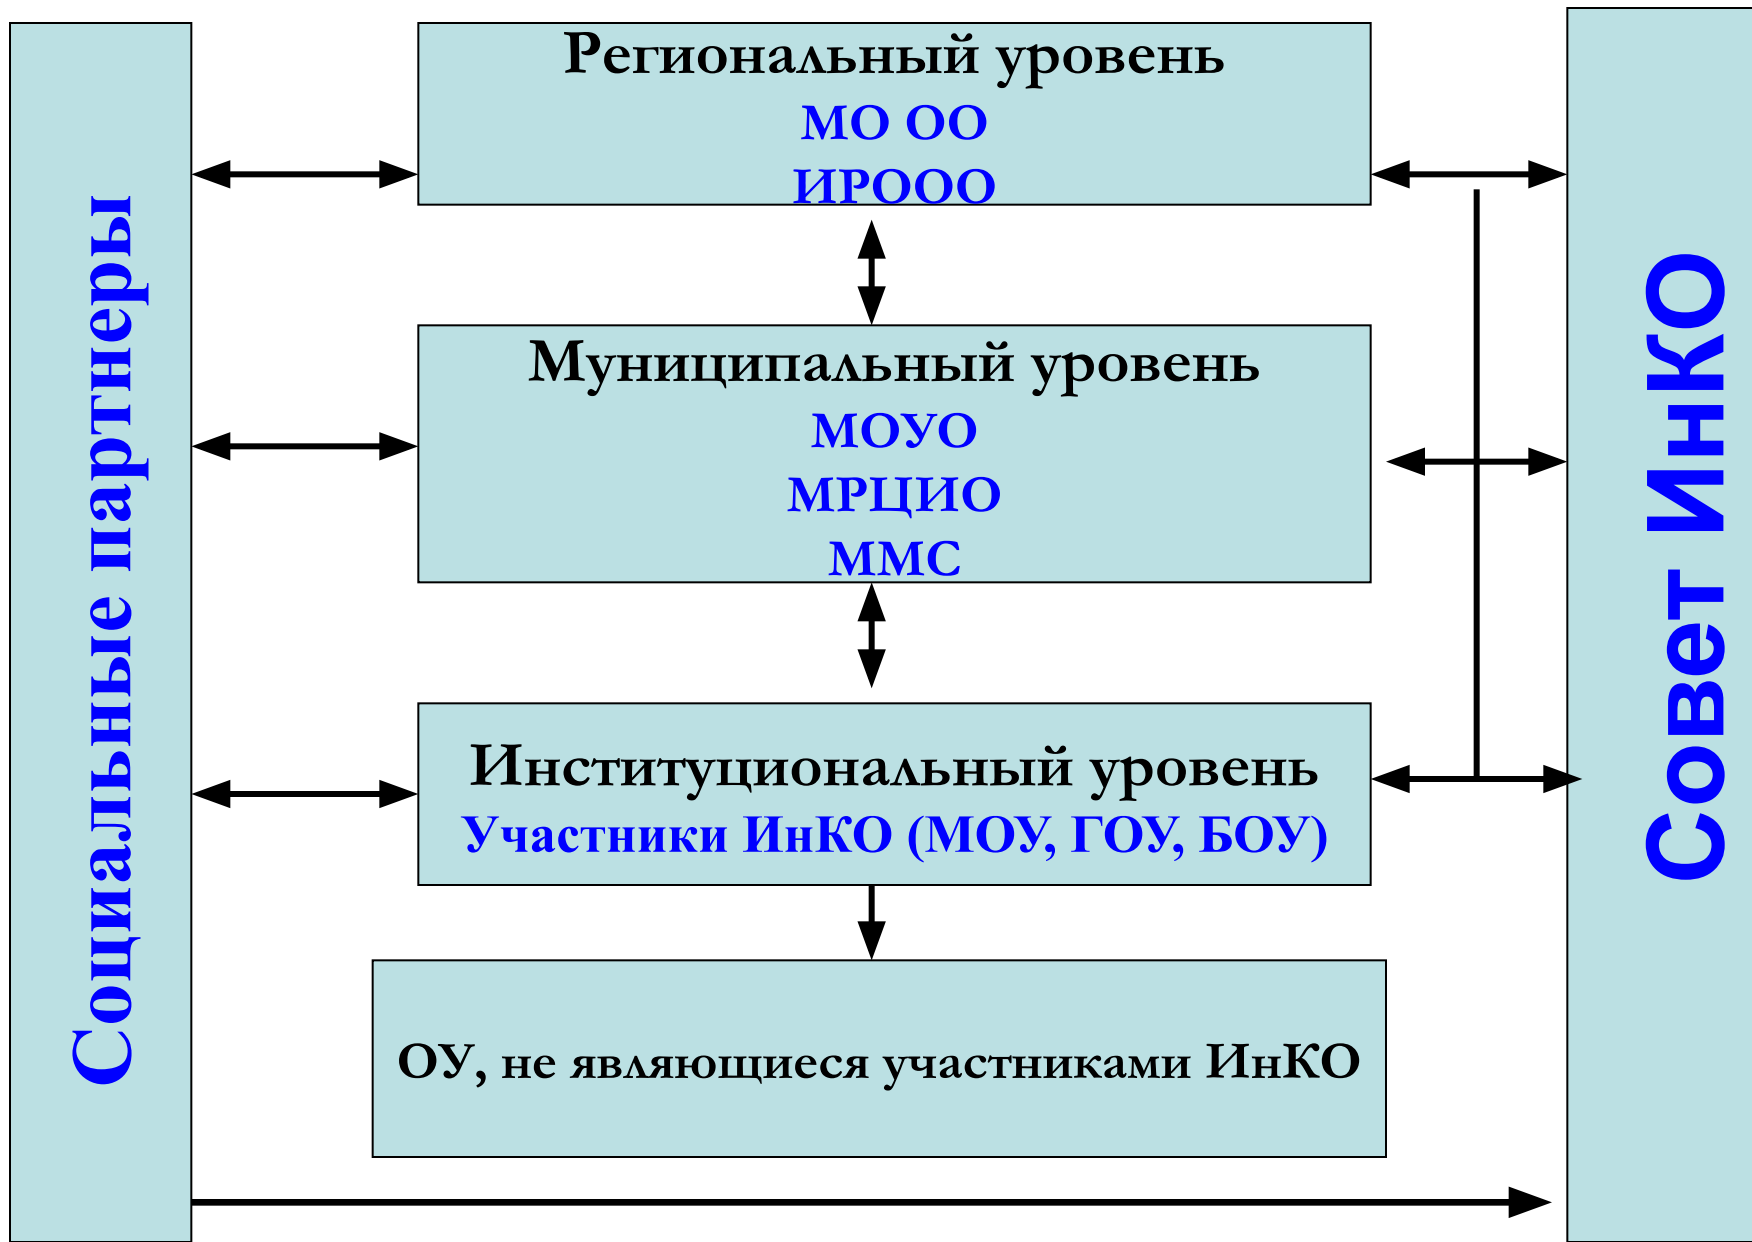 Социальные партнеры
Региональный уровень
МО ОО
ИРООО
Муниципальный уровень
МОУО
МРЦИО
ММС
Институциональный уровень
Участники ИнКО (МОУ, ГОУ, БОУ)
ОУ, не являющиеся участниками ИнКО
Совет ИнКО